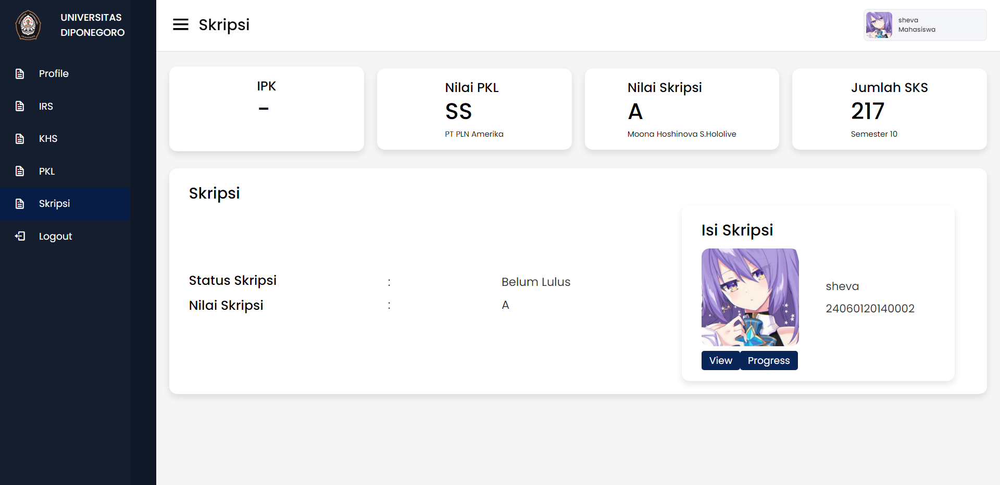 UNIVERSITAS
DIPONEGORO
Profile
IRS
KHS
PKL
Skripsi
Logout
Skripsi
sheva
Mahasiswa
IPK
-
Nilai PKL
SS
PT PLN Amerika
Nilai Skripsi
A
Moona Hoshinova S.Hololive
Jumlah SKS
217
Semester 10
Skripsi
Status Skripsi : Belum Lulus
Nilai Skripsi : A
Isi Skripsi
sheva
24060120140002
View Progress